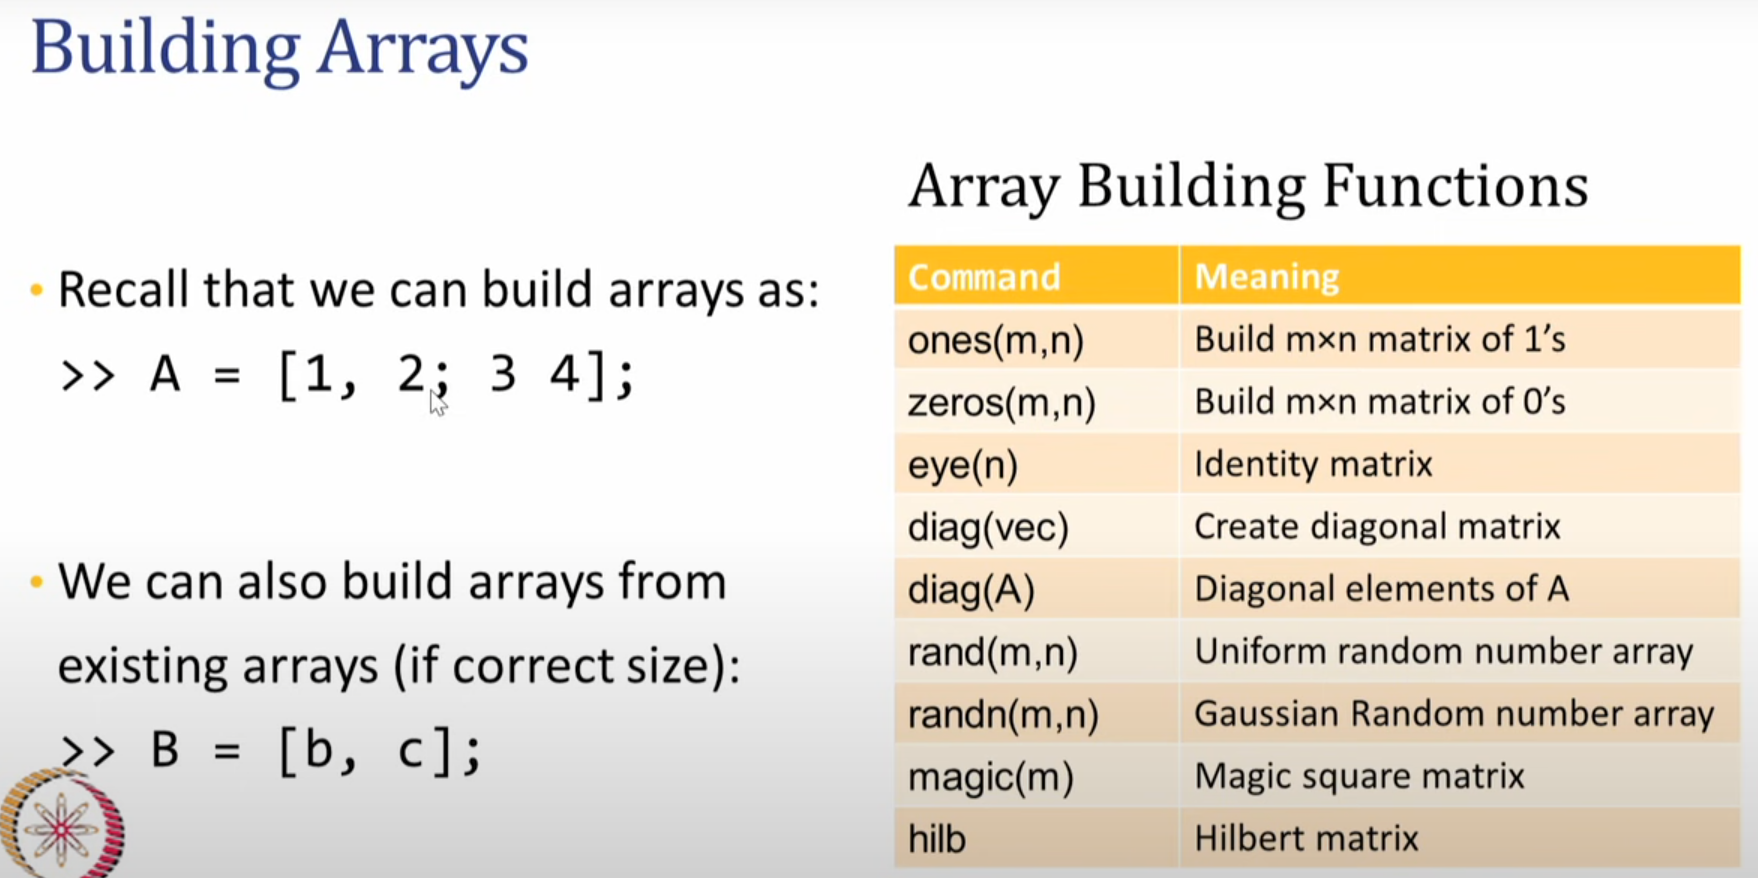 Building Arrays
• Recall that we can build arrays as:
>> A = [1, 2; 3 4];
• We can also build arrays from
existing arrays (if correct size):
>> B = [b, c];
Array Building Functions
Command Meaning
ones(m,n) Build m×n matrix of 1’s
zeros(m,n) Build m×n matrix of 0’s
eye(n) Identity matrix
diag(vec) Create diagonal matrix
diag(A) Diagonal elements of A
rand(m,n) Uniform random number array
randn(m,n) Gaussian Random number array
magic(m) Magic square matrix
hilb Hilbert matrix